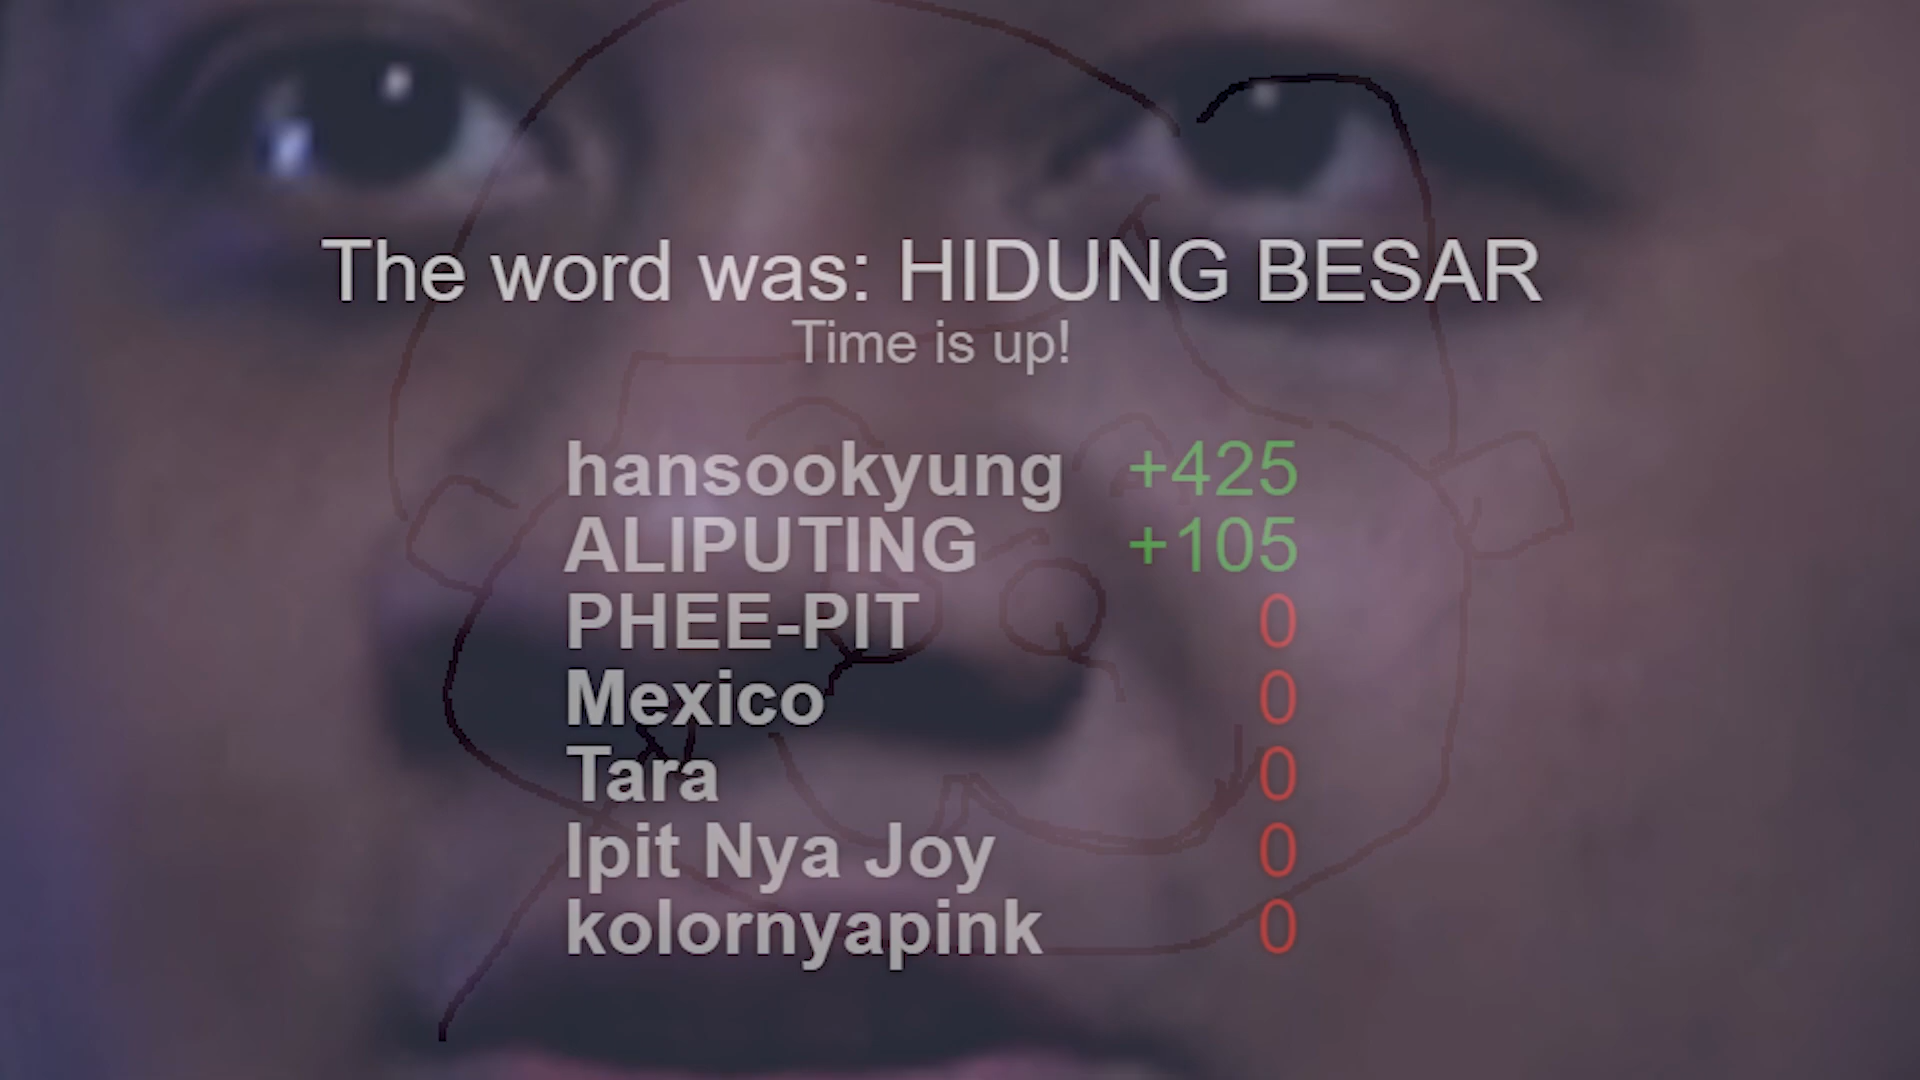 The word was: HIDUNG BESAR
Time is up!
hansookyung +425
ALIPUTING +105
PHEE-PIT 0
Mexico 0
Tara 0
Ipit Nya Joy 0
kolornyapink 0